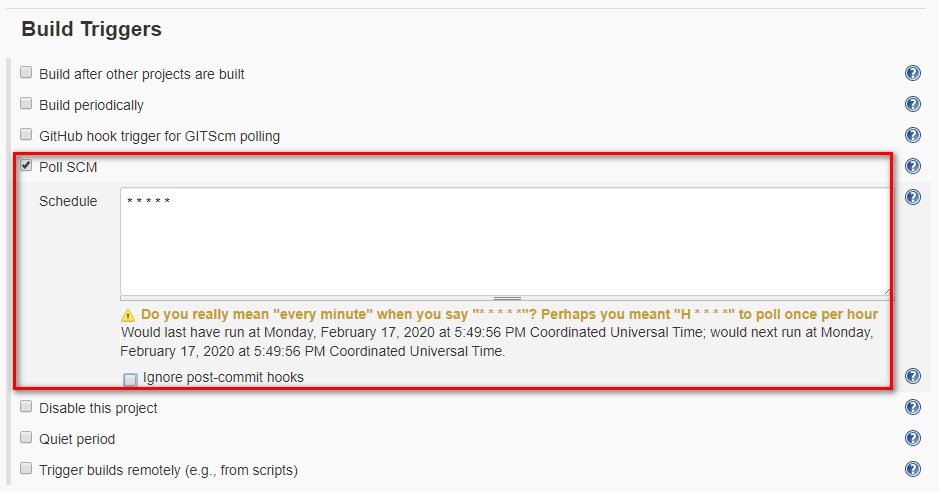 Build Triggers
Build after other projects are built
Build periodically
GitHub hook trigger for GITScm polling
Poll SCM
Schedule
* * * * *
Do you really mean "every minute" when you say "* * * * *"? Perhaps you meant "H * * * *" to poll once per hour
Would last have run at Monday, February 17, 2020 at 5:49:56 PM Coordinated Universal Time; would next run at Monday,
February 17, 2020 at 5:49:56 PM Coordinated Universal Time.
Ignore post-commit hooks
Disable this project
Quiet period
Trigger builds remotely (e.g., from scripts)